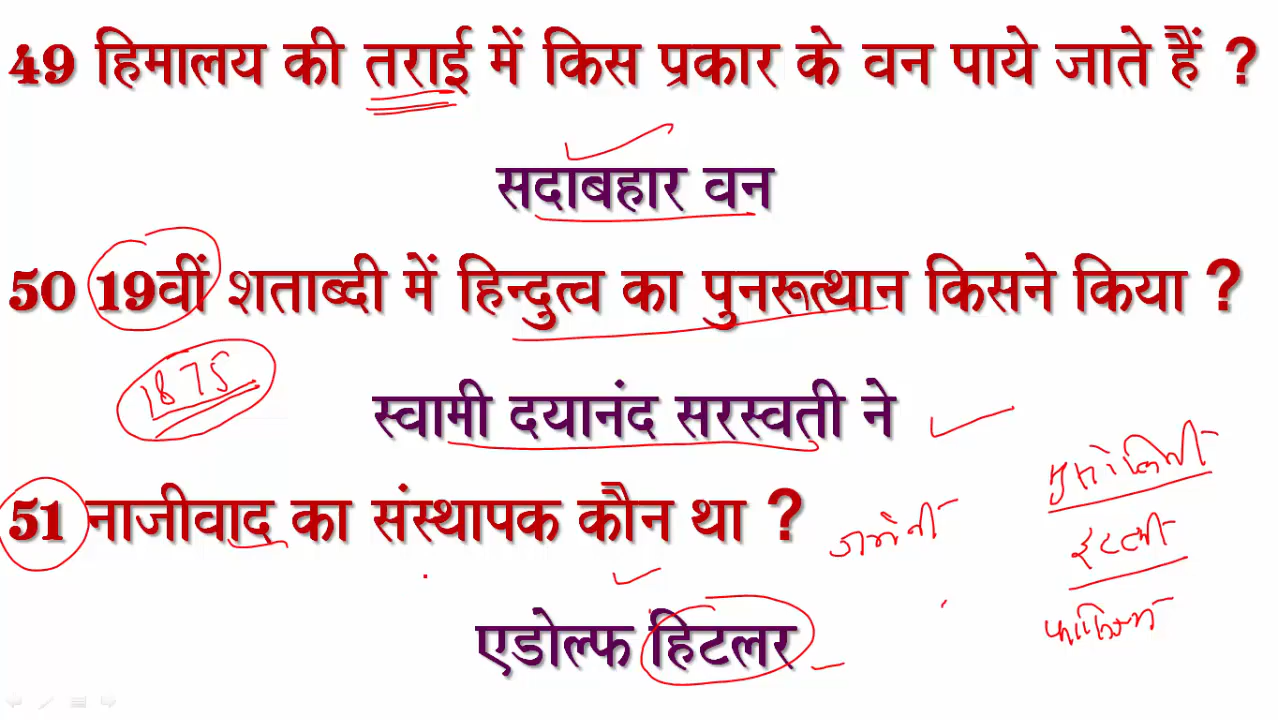 49 हिमालय की तराई में किस प्रकार के वन पाये जाते हैं ?
सदाबहार वन
50 19वीं शताब्दी में हिन्दुत्व का पुनरूत्थान किसने किया ?
1875
स्वामी दयानंद सरस्वती ने
51 नाजीवाद का संस्थापक कौन था ?
जर्मनी
मुसोलिनी
इटली
एडोल्फ हिटलर